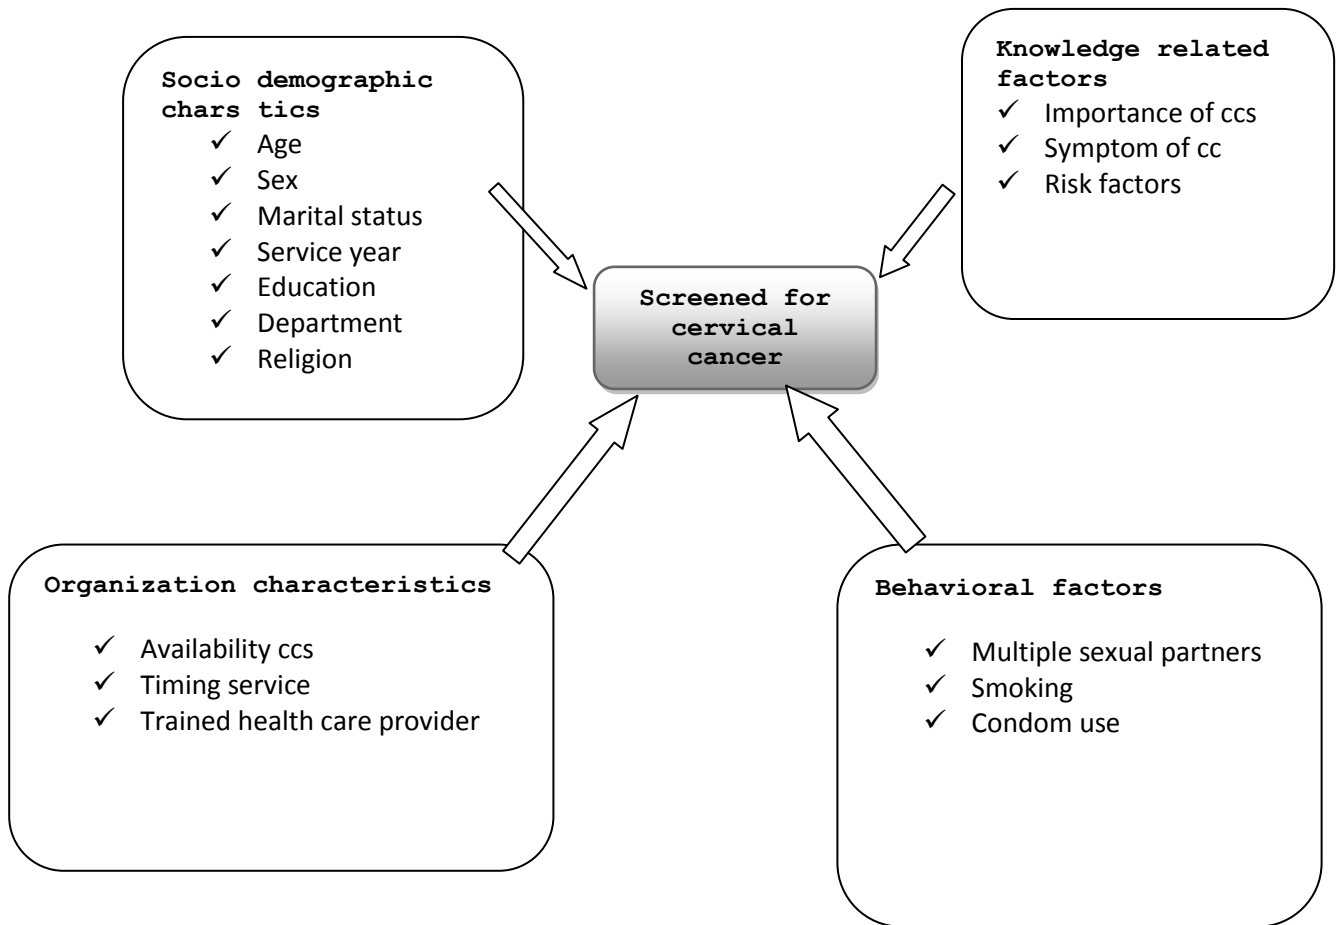 Socio demographic
chars tics
✓ Age
✓ Sex
✓ Marital status
✓ Service year
✓ Education
✓ Department
✓ Religion
Knowledge related
factors
✓ Importance of ccs
✓ Symptom of cc
✓ Risk factors
Screened for
cervical
cancer
Organization characteristics
✓ Availability ccs
✓ Timing service
✓ Trained health care provider
Behavioral factors
✓ Multiple sexual partners
✓ Smoking
✓ Condom use